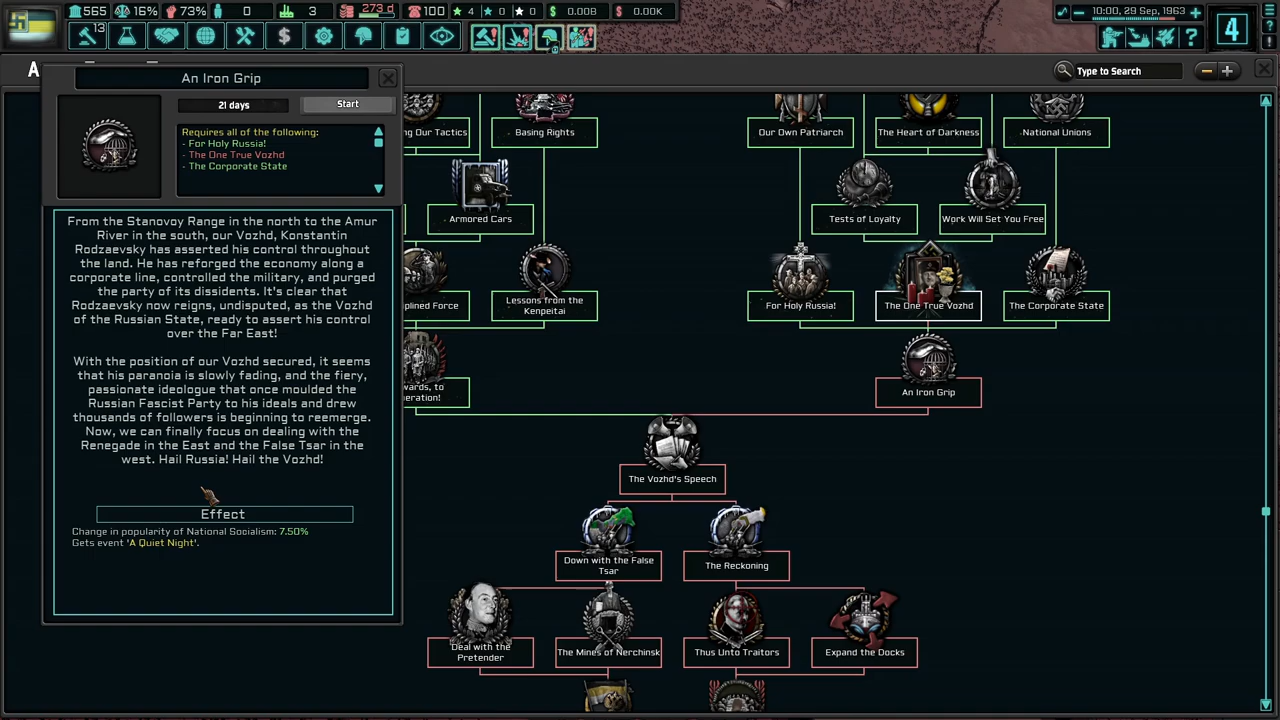 565 16% 73% 0 3 273 d 100 4 0 0 0.00B 0.00K
10:00, 29 Sep, 1963
4
13
A
An Iron Grip
21 days
Start
Requires all of the following:
- For Holy Russia!
- The One True Vozhd
- The Corporate State
From the Stanovoy Range in the north to the Amur
River in the south, our Vozhd, Konstantin
Rodzaevsky has asserted his control throughout
the land. He has reforged the economy along a
corporate line, controlled the military, and purged
the party of its dissidents. It's clear that
Rodzaevsky now reigns, undisputed, as the Vozhd
of the Russian State, ready to assert his control
over the Far East!
With the position of our Vozhd secured, it seems
that his paranoia is slowly fading, and the fiery,
passionate ideologue that once moulded the
Russian Fascist Party to his ideals and drew
thousands of followers is beginning to reemerge.
Now, we can finally focus on dealing with the
Renegade in the East and the False Tsar in the
west. Hail Russia! Hail the Vozhd!
Effect
Change in popularity of National Socialism: 7.50%
Gets event 'A Quiet Night'.
Type to Search
ng Our Tactics
Basing Rights
Our Own Patriarch
The Heart of Darkness
National Unions
Armored Cars
Tests of Loyalty
Work Will Set You Free
plined Force
Lessons from the
Kenpeitai
For Holy Russia!
The One True Vozhd
The Corporate State
wards, to
eration!
An Iron Grip
The Vozhd's Speech
Down with the False
Tsar
The Reckoning
Deal with the
Pretender
The Mines of Nerchinsk
Thus Unto Traitors
Expand the Docks